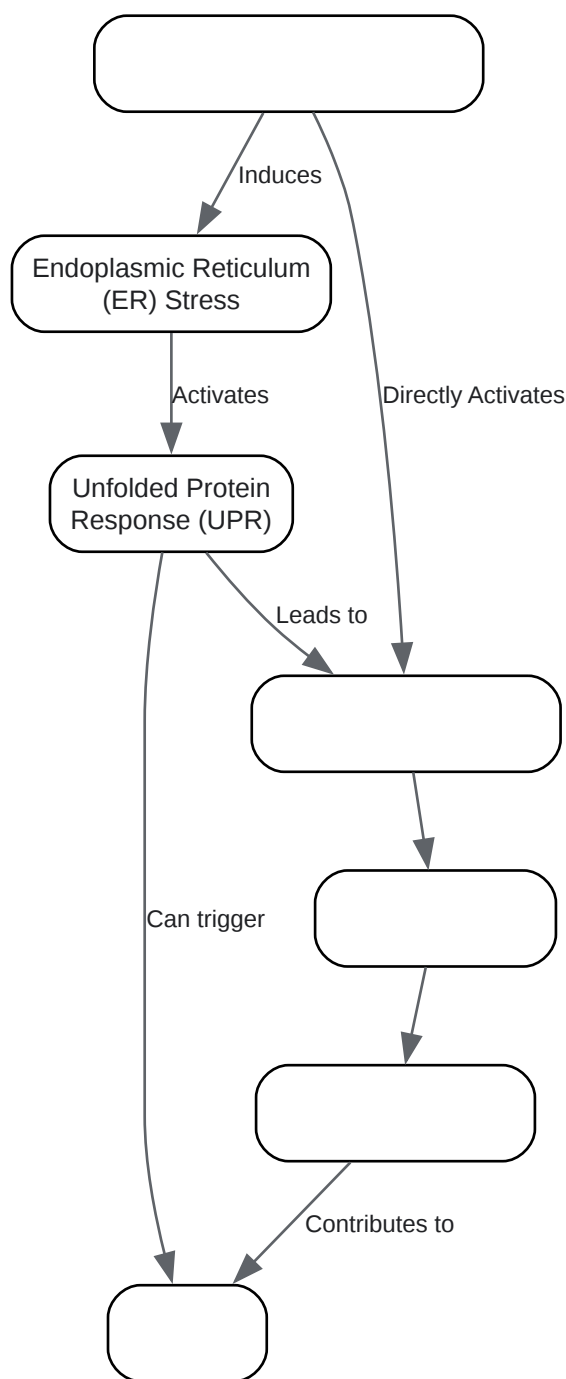 Induces
Endoplasmic Reticulum
(ER) Stress
Activates
Directly Activates
Unfolded Protein
Response (UPR)
Leads to
Can trigger
Contributes to